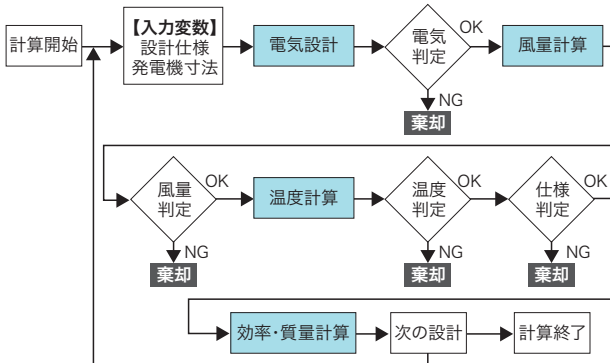 計算開始
【入力変数】
設計仕様
発電機寸法
電気設計
電気
判定
OK
NG
棄却
風量計算
風量
判定
OK
NG
棄却
温度計算
温度
判定
OK
NG
棄却
仕様
判定
OK
NG
棄却
効率・質量計算
次の設計
計算終了